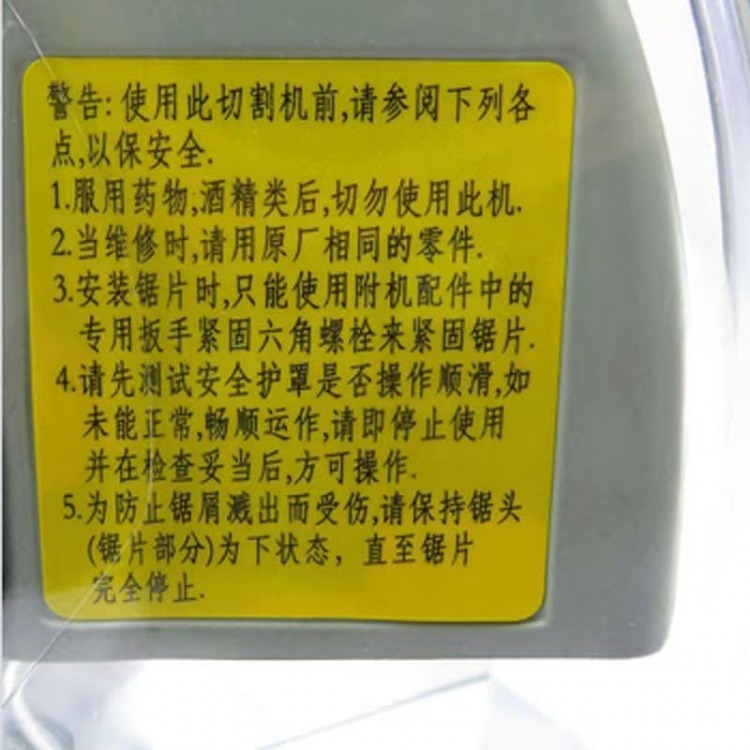 警告: 使用此切割机前,请参阅下列各
点,以保安全.
1.服用药物,酒精类后,切勿使用此机.
2.当维修时,请用原厂相同的零件.
3.安装锯片时,只能使用附机配件中的
专用扳手紧固六角螺栓来紧固锯片.
4.请先测试安全护罩是否操作顺滑,如
未能正常,畅顺运作,请即停止使用
并在检查妥当后,方可操作.
5.为防止锯屑溅出而受伤,请保持锯头
(锯片部分)为下状态，直至锯片
完全停止.